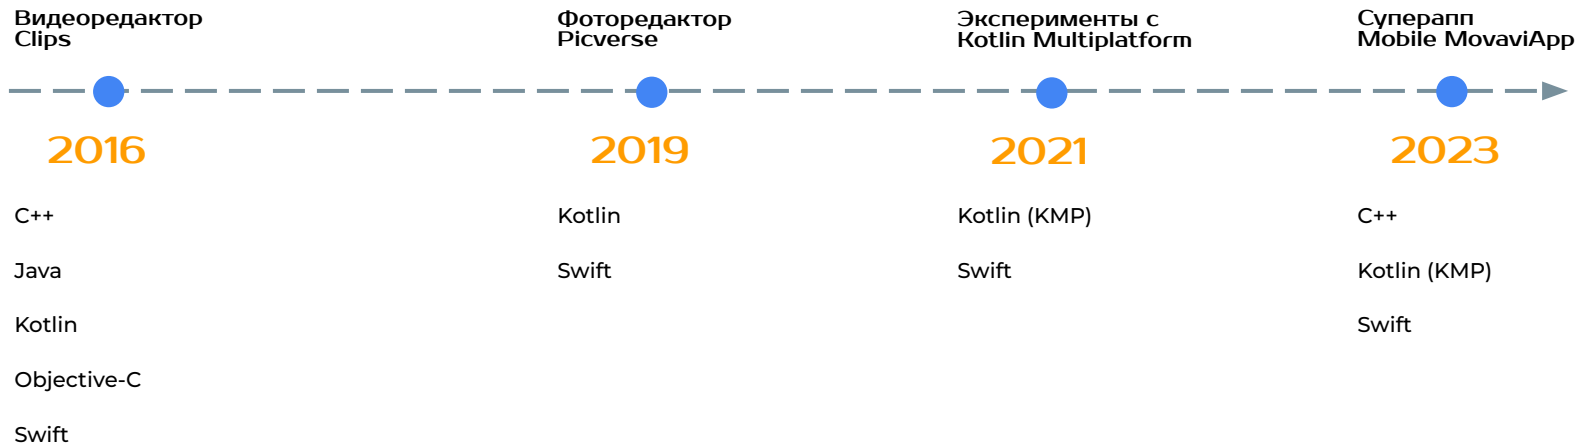 Видеоредактор
Clips
2016
C++
Java
Kotlin
Objective-C
Swift
Фоторедактор
Picverse
2019
Kotlin
Swift
Эксперименты с
Kotlin Multiplatform
2021
Kotlin (KMP)
Swift
Суперапп
Mobile MovaviApp
2023
C++
Kotlin (KMP)
Swift